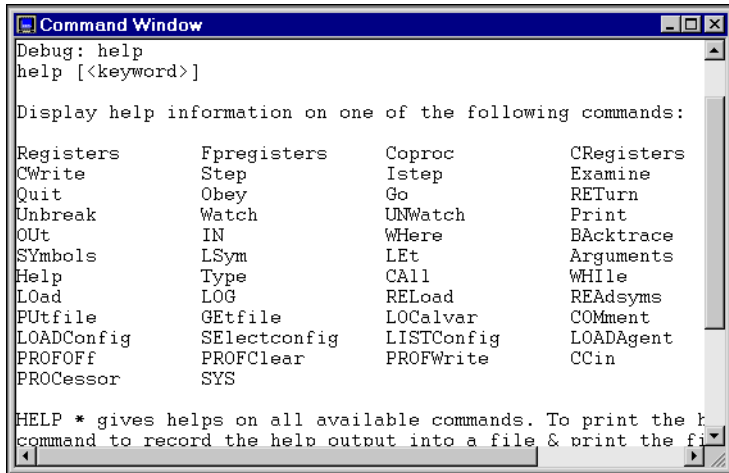 Command Window
Debug: help
help [<keyword>]
Display help information on one of the following commands:
Registers Fpregisters Coproc CRegisters
CWrite Step Istep Examine
Quit Obey Go RETurn
Unbreak Watch UNWatch Print
OUt IN WHere BAcktrace
SYmbols LSym LEt Arguments
Help Type CAll WHIle
LOad LOG RELoad REAdsyms
PUtfile GEtfile LOCalvar COMment
LOADConfig SElectconfig LISTConfig LOADAgent
PROFOff PROFClear PROFWrite CCin
PROCessor SYS
HELP * gives helps on all available commands. To print the
command to record the help output into a file & print the